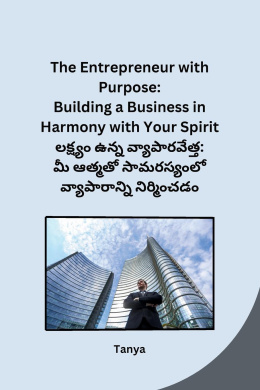 The Entrepreneur with
Purpose:
Building a Business in
Harmony with Your Spirit
లక్ష్యం ఉన్న వ్యాపారవేత్త:
మీ ఆత్మతో సామరస్యంలో
వ్యాపారాన్ని నిర్మించడం
Tanya